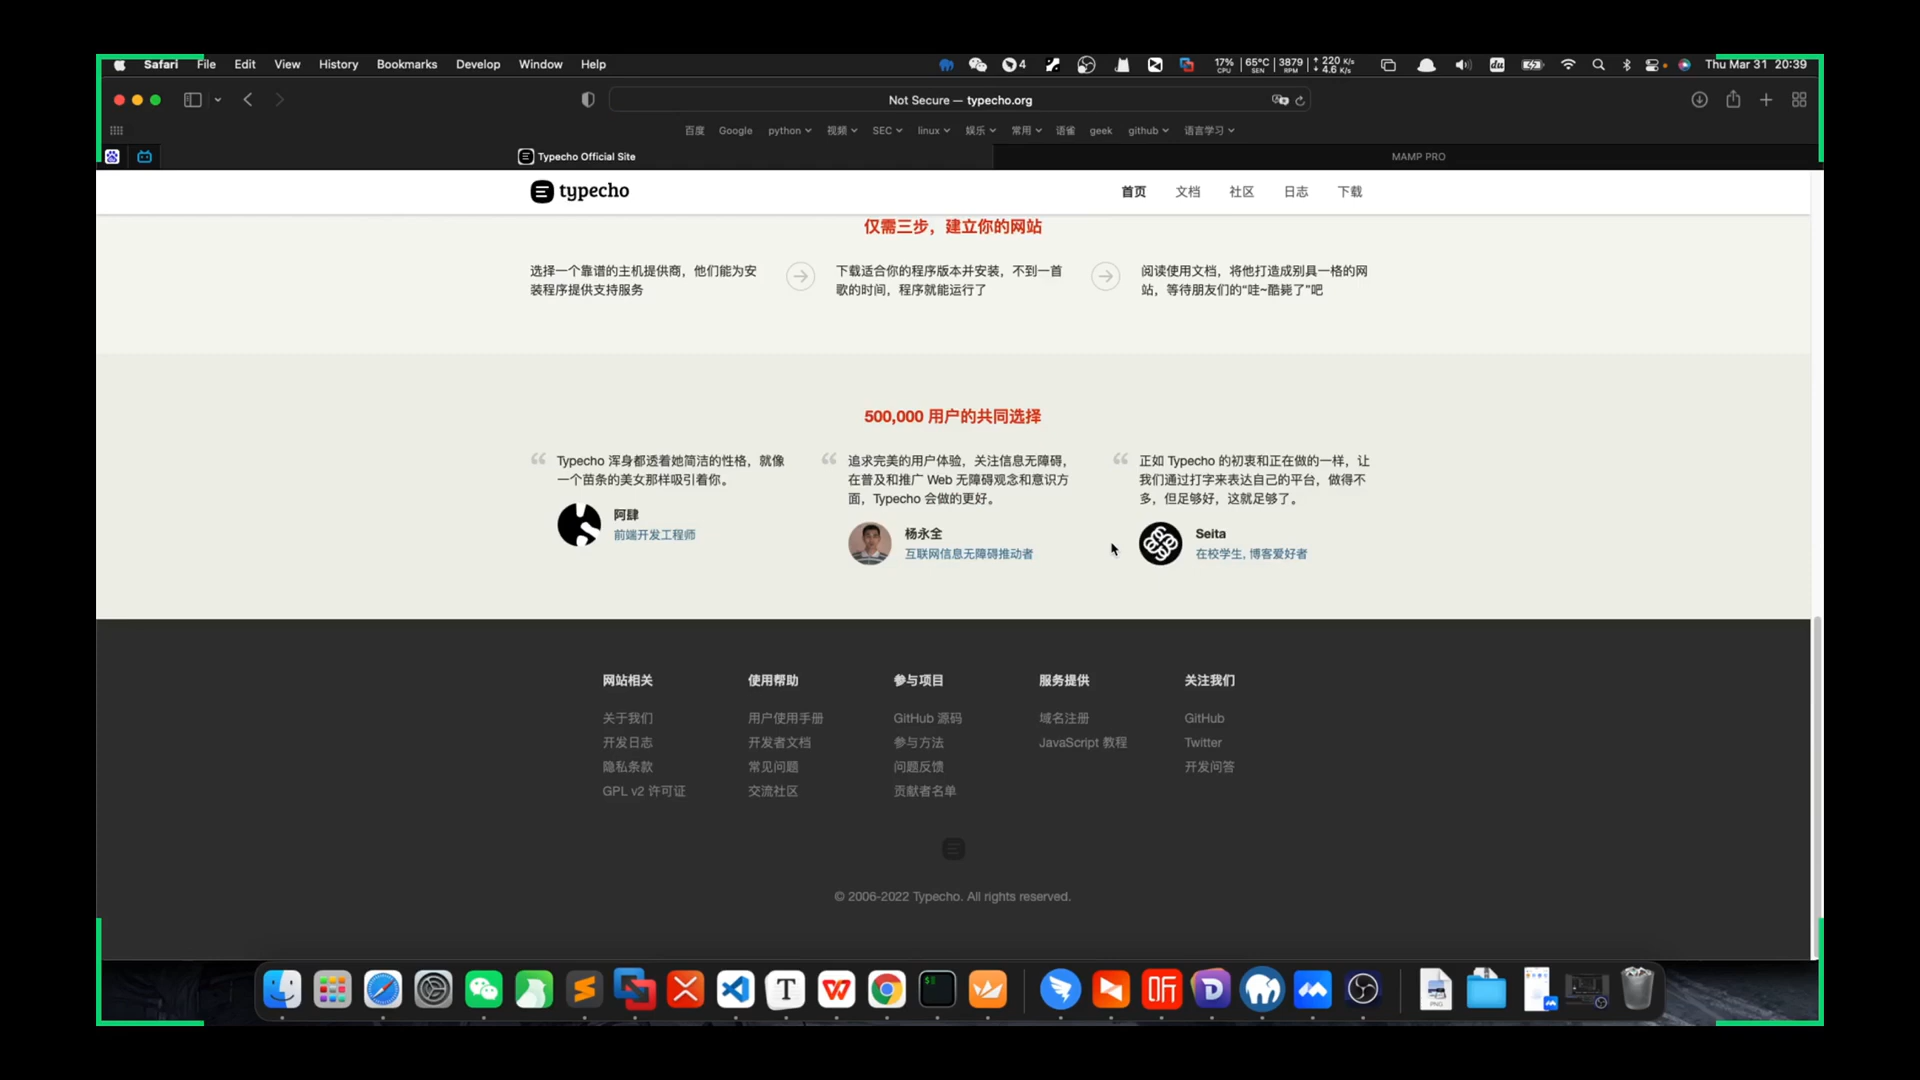 Safari File Edit View History Bookmarks Develop Window Help
4
17% CPU 65°C SEN 3879 RPM 220 K/s 4.6 K/s
du
Thu Mar 31 20:39
Not Secure — typecho.org
百度 Google python 视频 SEC linux 娱乐 常用 语雀 geek github 语言学习
Typecho Official Site
MAMP PRO
typecho
首页 文档 社区 日志 下载
仅需三步，建立你的网站
选择一个靠谱的主机提供商，他们能为安
装程序提供支持服务
下载适合你的程序版本并安装，不到一首
歌的时间，程序就能运行了
阅读使用文档，将他打造成别具一格的网
站，等待朋友们的“哇~酷毙了”吧
500,000 用户的共同选择
“
Typecho 浑身都透着她简洁的性格，就像
一个苗条的美女那样吸引着你。
阿肆
前端开发工程师
“
追求完美的用户体验，关注信息无障碍，
在普及和推广 Web 无障碍观念和意识方
面，Typecho 会做的更好。
杨永全
互联网信息无障碍推动者
“
正如 Typecho 的初衷和正在做的一样，让
我们通过打字来表达自己的平台，做得不
多，但足够好，这就足够了。
Seita
在校学生, 博客爱好者
网站相关
关于我们
开发日志
隐私条款
GPL v2 许可证
使用帮助
用户使用手册
开发者文档
常见问题
交流社区
参与项目
GitHub 源码
参与方法
问题反馈
贡献者名单
服务提供
域名注册
JavaScript 教程
关注我们
GitHub
Twitter
开发问答
© 2006-2022 Typecho. All rights reserved.
T
W
D
PNG